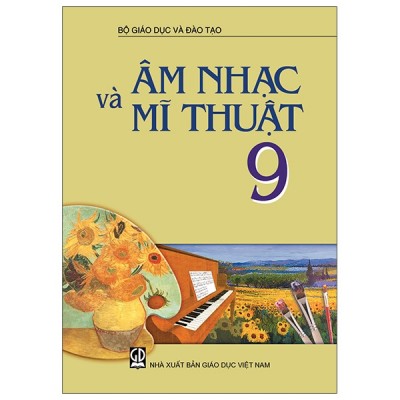 BỘ GIÁO DỤC VÀ ĐÀO TẠO
ÂM NHẠC
và MĨ THUẬT
9
NHÀ XUẤT BẢN GIÁO DỤC VIỆT NAM